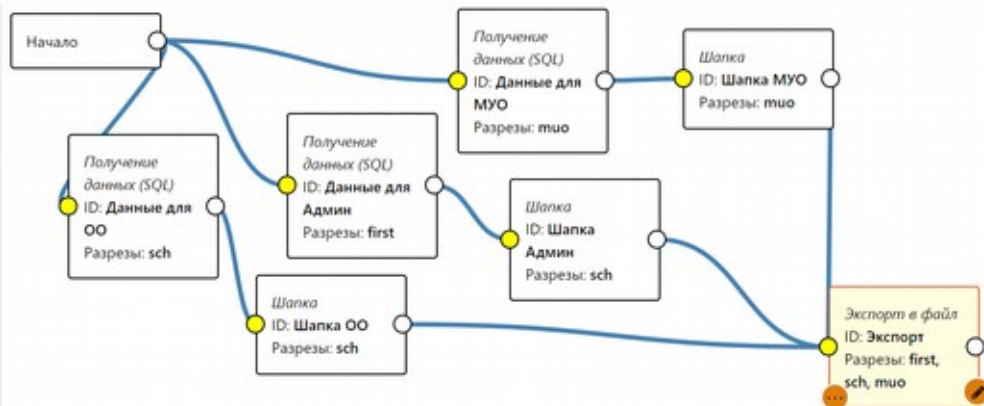 Начало
Получение
данных (SQL)
ID: Данные для
МУО
Разрезы: muo
Шапка
ID: Шапка МУО
Разрезы: muo
Получение
данных (SQL)
ID: Данные для
ОО
Разрезы: sch
Получение
данных (SQL)
ID: Данные для
Админ
Разрезы: first
Шапка
ID: Шапка
Админ
Разрезы: sch
Шапка
ID: Шапка ОО
Разрезы: sch
Экспорт в файл
ID: Экспорт
Разрезы: first,
sch, muo